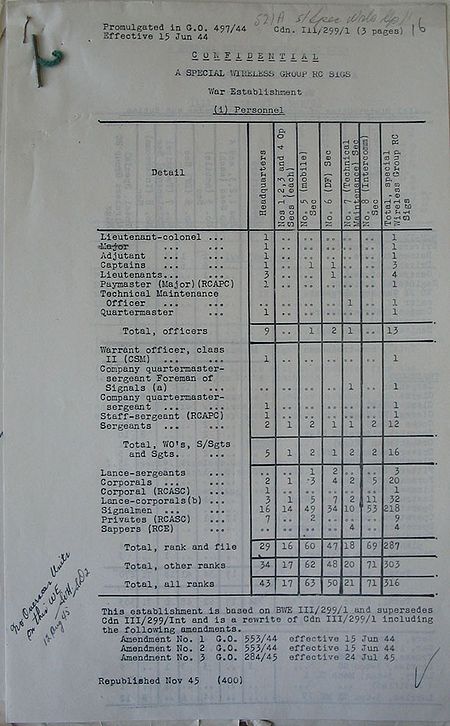 Promulgated in G.O. 497/44 Cdn. III/299/1 (3 pages) 16
Effective 15 Jun 44
CONFIDENTIAL
A SPECIAL WIRELESS GROUP RC SIGS
War Establishment
(i) Personnel
Detail | Headquarters | Nos 1,2,3 and 4 Op Secs (each) | No. 5 (mobile) Sec | No. 6 (DF) Sec | No. 7 (Technical Maintenance) Sec | No. 8 (Intercomm) Sec | Total, special Wireless Group RC Sigs
Lieutenant-colonel ... 1 .. .. .. .. .. 1
Major ... ... 1 .. .. .. .. .. 1
Adjutant ... ... 1 .. .. .. .. .. 1
Captains ... ... 1 .. 1 1 .. .. 3
Lieutenants... ... 3 .. .. 1 .. .. 4
Paymaster (Major)(RCAPC) 1 .. .. .. .. .. 1
Technical Maintenance
Officer ... ... .. .. .. .. 1 .. 1
Quartermaster ... 1 .. .. .. .. .. 1
Total, officers 9 .. 1 2 1 .. 13
Warrant officer, class
II (CSM) ... ... 1 .. .. .. .. .. 1
Company quartermaster-
sergeant Foreman of
Signals (a) ... .. .. .. .. 1 .. 1
Company quartermaster-
sergeant ... ... 1 .. .. .. .. .. 1
Staff-sergeant (RCAPC) 1 .. .. .. .. .. 1
Sergeants ... ... 2 1 2 1 1 2 12
Total, WO's, S/Sgts
and Sgts. ... ... 5 1 2 1 2 2 16
Lance-sergeants ... .. .. 1 2 .. .. 3
Corporals ... ... 2 1 3 4 2 5 20
Corporal (RCASC) ... 1 .. .. .. .. .. 1
Lance-corporals(b) ... 3 1 5 7 2 11 32
Signalmen ... ... 16 14 49 34 10 53 218
Privates (RCASC) ... 7 .. 2 .. .. .. 9
Sappers (RCE) ... .. .. .. .. 4 .. 4
Total, rank and file 29 16 60 47 18 69 287
Total, other ranks 34 17 62 48 20 71 303
Total, all ranks 43 17 63 50 21 71 316
This establishment is based on BWE III/299/1 and supersedes
Cdn III/299/Int and is a rewrite of Cdn III/299/1 including
the following amendments.
Amendment No. 1 G.O. 553/44 effective 15 Jun 44
Amendment No. 2 G.O. 553/44 effective 15 Jun 44
Amendment No. 3 G.O. 284/45 effective 24 Jul 45
Republished Nov 45 (400)
on this WE